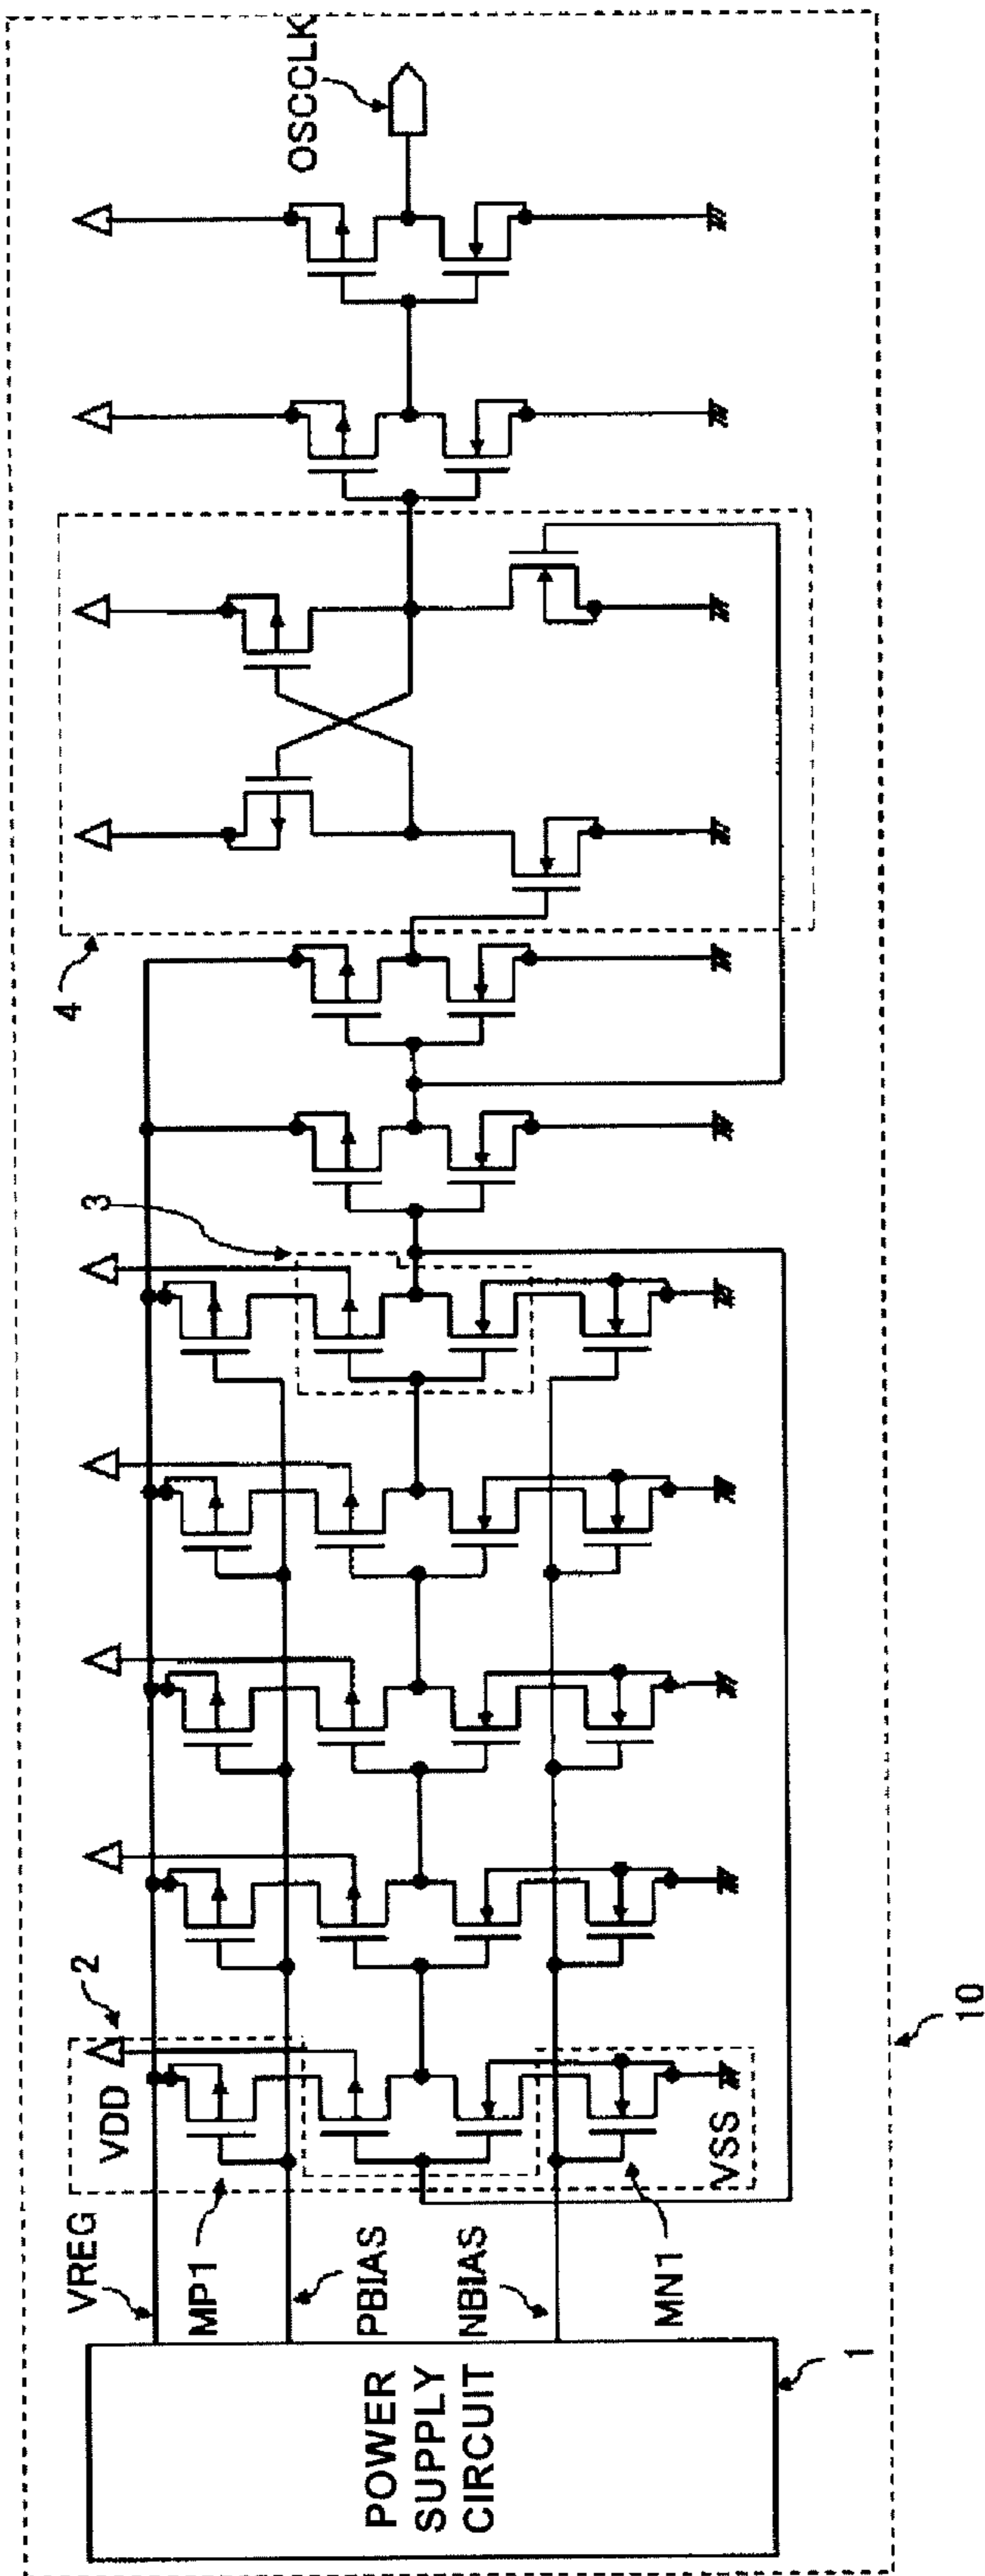 POWER
SUPPLY
CIRCUIT
1
VREG
MP1
PBIAS
NBIAS
MN1
VDD
VSS
2
3
4
OSCCLK
10